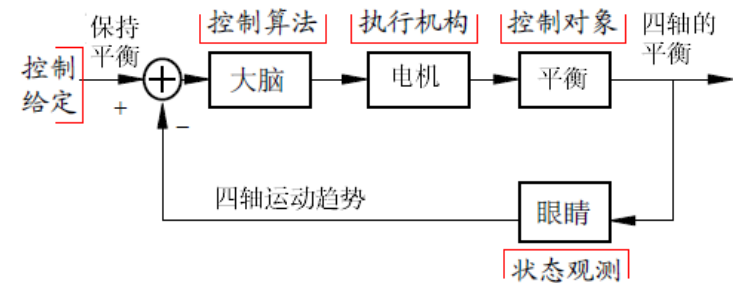 保持
平衡
控制
给定
+
−
控制算法
执行机构
控制对象
四轴的
平衡
大脑
电机
平衡
四轴运动趋势
眼睛
状态观测